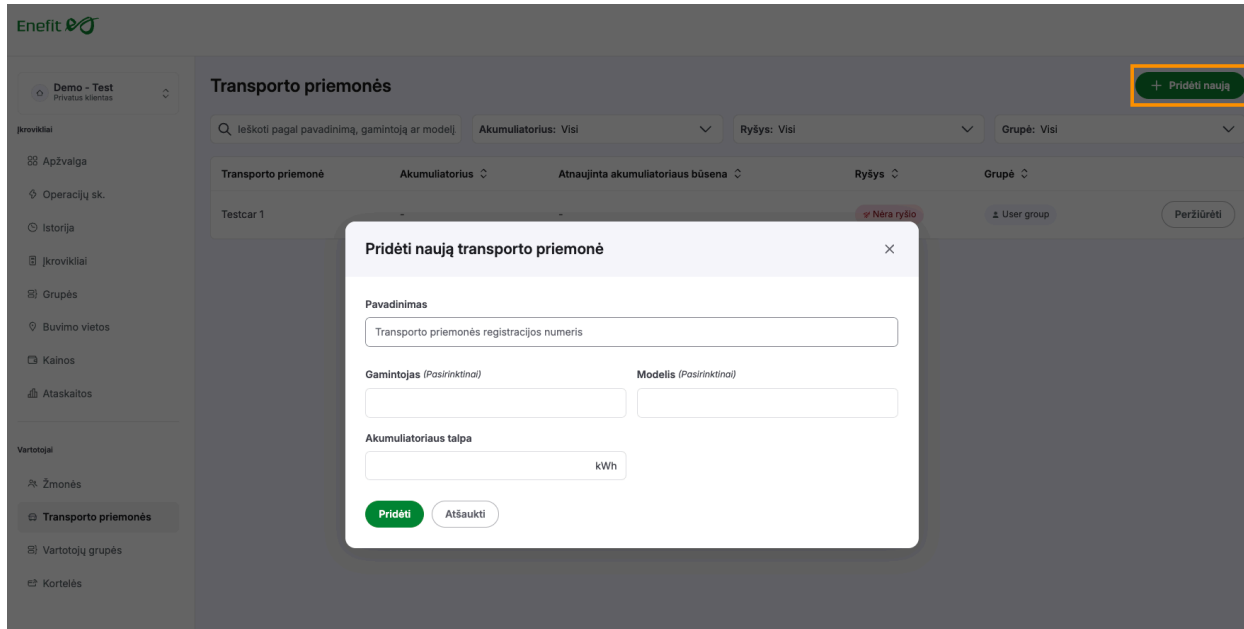 Enefit
Demo - Test
Privatus klientas
Įkrovikliai
Apžvalga
Operacijų sk.
Istorija
Įkrovikliai
Grupės
Buvimo vietos
Kainos
Ataskaitos
Vartotojai
Žmonės
Transporto priemonės
Vartotojų grupės
Kortelės
Transporto priemonės
+ Pridėti naują
Ieškoti pagal pavadinimą, gamintoją ar modelį
Akumuliatorius: Visi
Ryšys: Visi
Grupė: Visi
Transporto priemonė Akumuliatorius Atnaujinta akumuliatoriaus būsena Ryšys Grupė
Testcar 1 - - Nėra ryšio User group Peržiūrėti
Pridėti naują transporto priemonė
Pavadinimas
Transporto priemonės registracijos numeris
Gamintojas (Pasirinktinai) Modelis (Pasirinktinai)
Akumuliatoriaus talpa
kWh
Pridėti Atšaukti